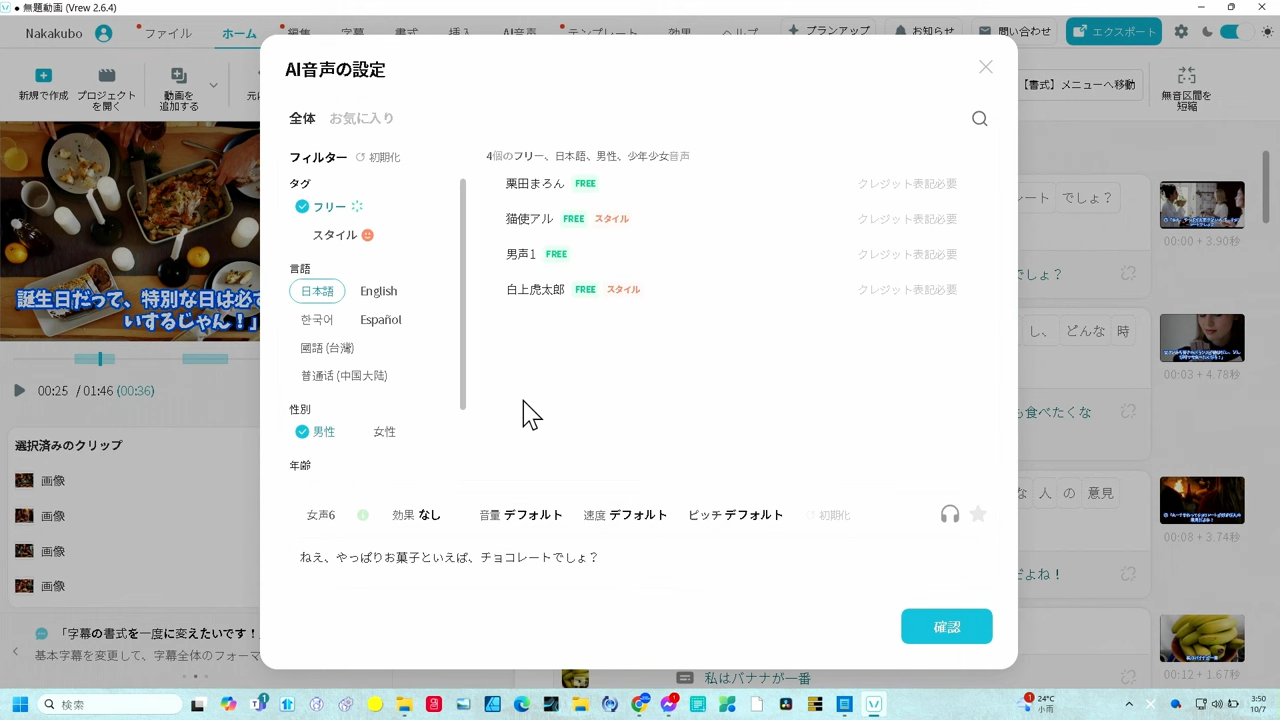 無題動画 (Vrew 2.6.4)
Nakakubo
ファイル
ホーム
編集
字幕
書式
挿入
AI音声
テンプレート
効果
ヘルプ
プランアップ
お知らせ
問い合わせ
エクスポート
新規で作成
プロジェクト
を開く
動画を
追加する
【書式】メニューへ移動
無音区間を
短縮
AI音声の設定
全体 お気に入り
フィルター 初期化
タグ
フリー
スタイル
言語
日本語 English
한국어 Español
國語 (台灣)
普通话 (中国大陆)
性別
男性 女性
年齢
4個のフリー、日本語、男性、少年少女音声
栗田まろん FREE クレジット表記必要
猫使アル FREE スタイル クレジット表記必要
男声1 FREE クレジット表記必要
白上虎太郎 FREE スタイル クレジット表記必要
女声6 効果 なし 音量 デフォルト 速度 デフォルト ピッチ デフォルト 初期化
ねえ、やっぱりお菓子といえば、チョコレートでしょ？
確認
誕生日だって、特別な日は必
いするじゃん！」
00:25 / 01:46 (00:36)
選択済みのクリップ
画像
画像
画像
画像
「字幕の書式を一度に変えたいです！
基本字幕を変更して、字幕全体のフォーマ
ート でしょ？
でしょ？
00:00 + 3.90秒
し、 どんな 時
も食べたくな
00:03 + 4.78秒
な 人 の 意見
だよね！
00:08 + 3.74秒
私はバナナが一番
00:12 + 1.67秒
検索
24°C
小雨
3:50
10/7